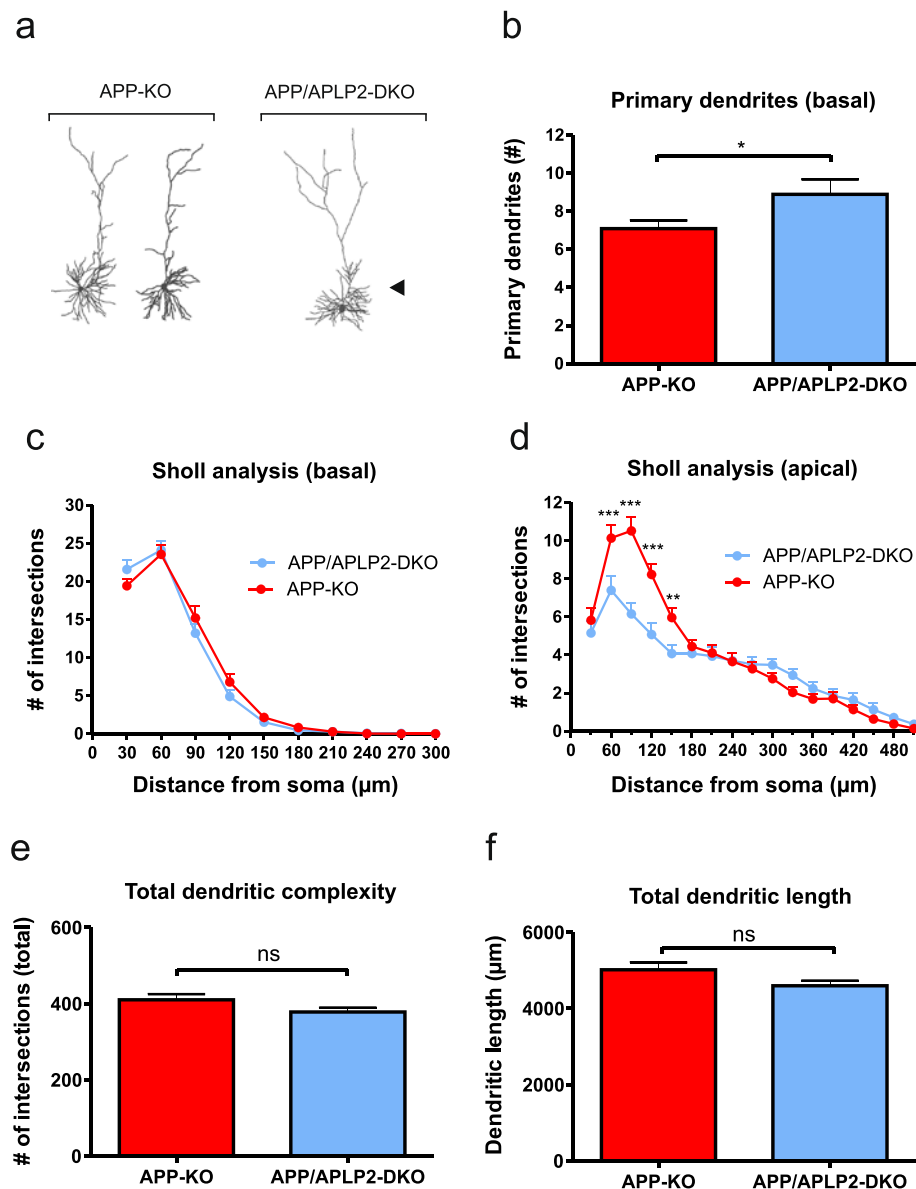 a
APP-KO
APP/APLP2-DKO
b
Primary dendrites (basal)
Primary dendrites (#)
12
10
8
6
4
2
0
*
APP-KO
APP/APLP2-DKO
c
Sholl analysis (basal)
# of intersections
30
25
20
15
10
5
0
APP/APLP2-DKO
APP-KO
0 30 60 90 120 150 180 210 240 270 300
Distance from soma (µm)
d
Sholl analysis (apical)
# of intersections
12
10
8
6
4
2
0
***
***
***
**
APP/APLP2-DKO
APP-KO
0 60 120 180 240 300 360 420 480
Distance from soma (µm)
e
Total dendritic complexity
# of intersections (total)
600
400
200
0
ns
APP-KO
APP/APLP2-DKO
f
Total dendritic length
Dendritic length (µm)
6000
4000
2000
0
ns
APP-KO
APP/APLP2-DKO